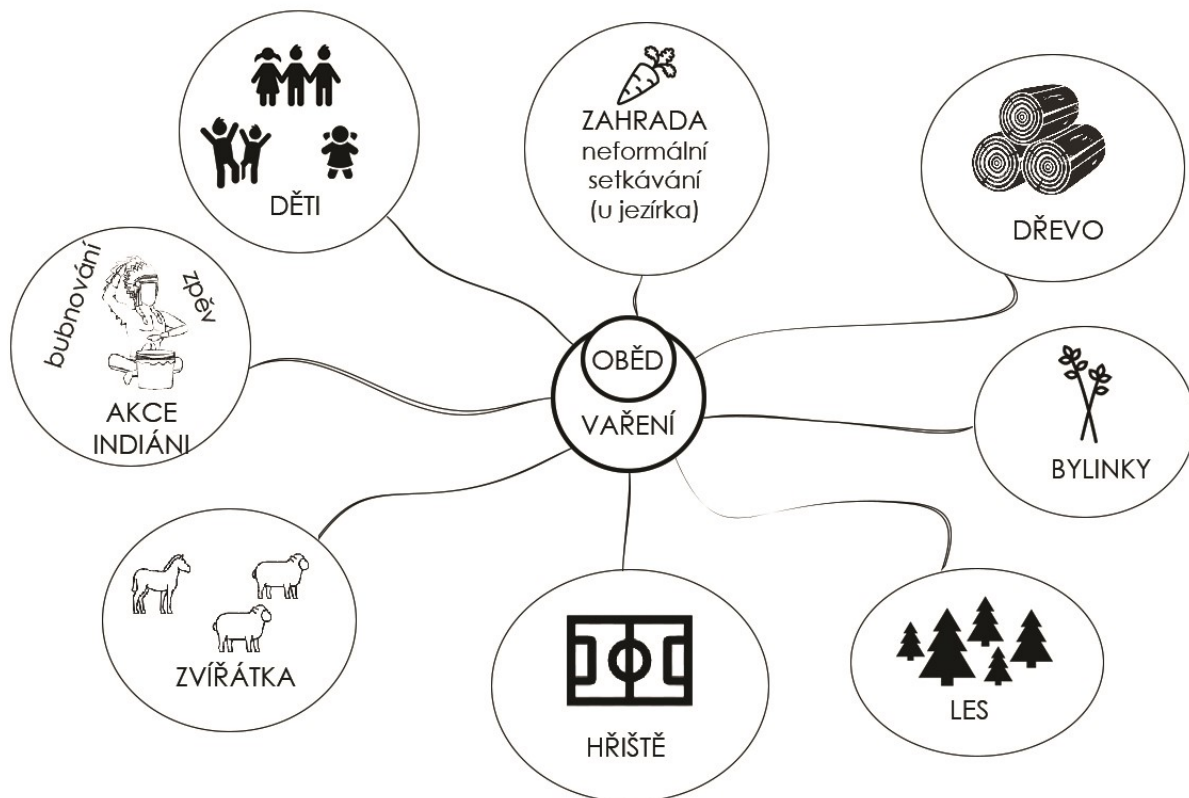 DĚTI
ZAHRADA
neformální
setkávání
(u jezírka)
DŘEVO
bubnování
zpěv
AKCE
INDIÁNI
OBĚD
VAŘENÍ
BYLINKY
ZVÍŘÁTKA
HŘIŠTĚ
LES